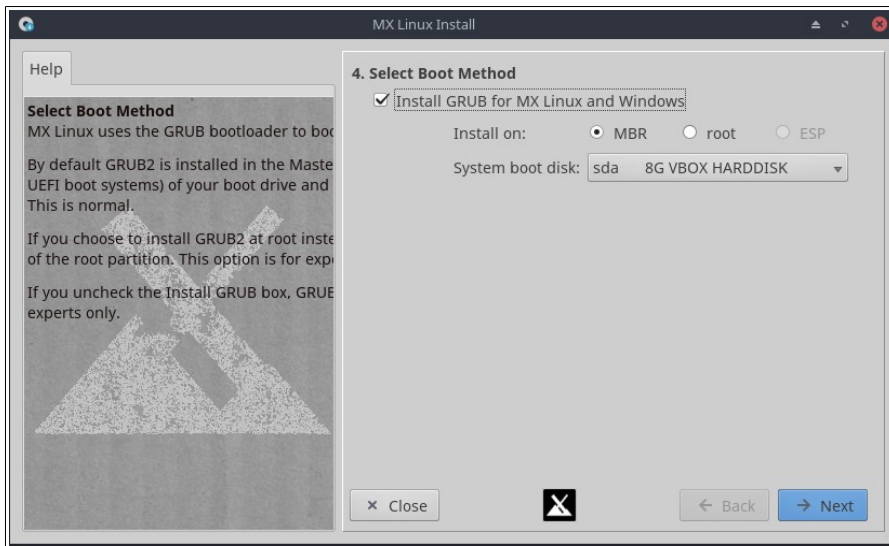 MX Linux Install
Help
Select Boot Method
MX Linux uses the GRUB bootloader to boo
By default GRUB2 is installed in the Maste
UEFI boot systems) of your boot drive and
This is normal.
If you choose to install GRUB2 at root inste
of the root partition. This option is for expe
If you uncheck the Install GRUB box, GRUB
experts only.
4. Select Boot Method
Install GRUB for MX Linux and Windows
Install on: MBR root ESP
System boot disk: sda 8G VBOX HARDDISK
Close Back Next